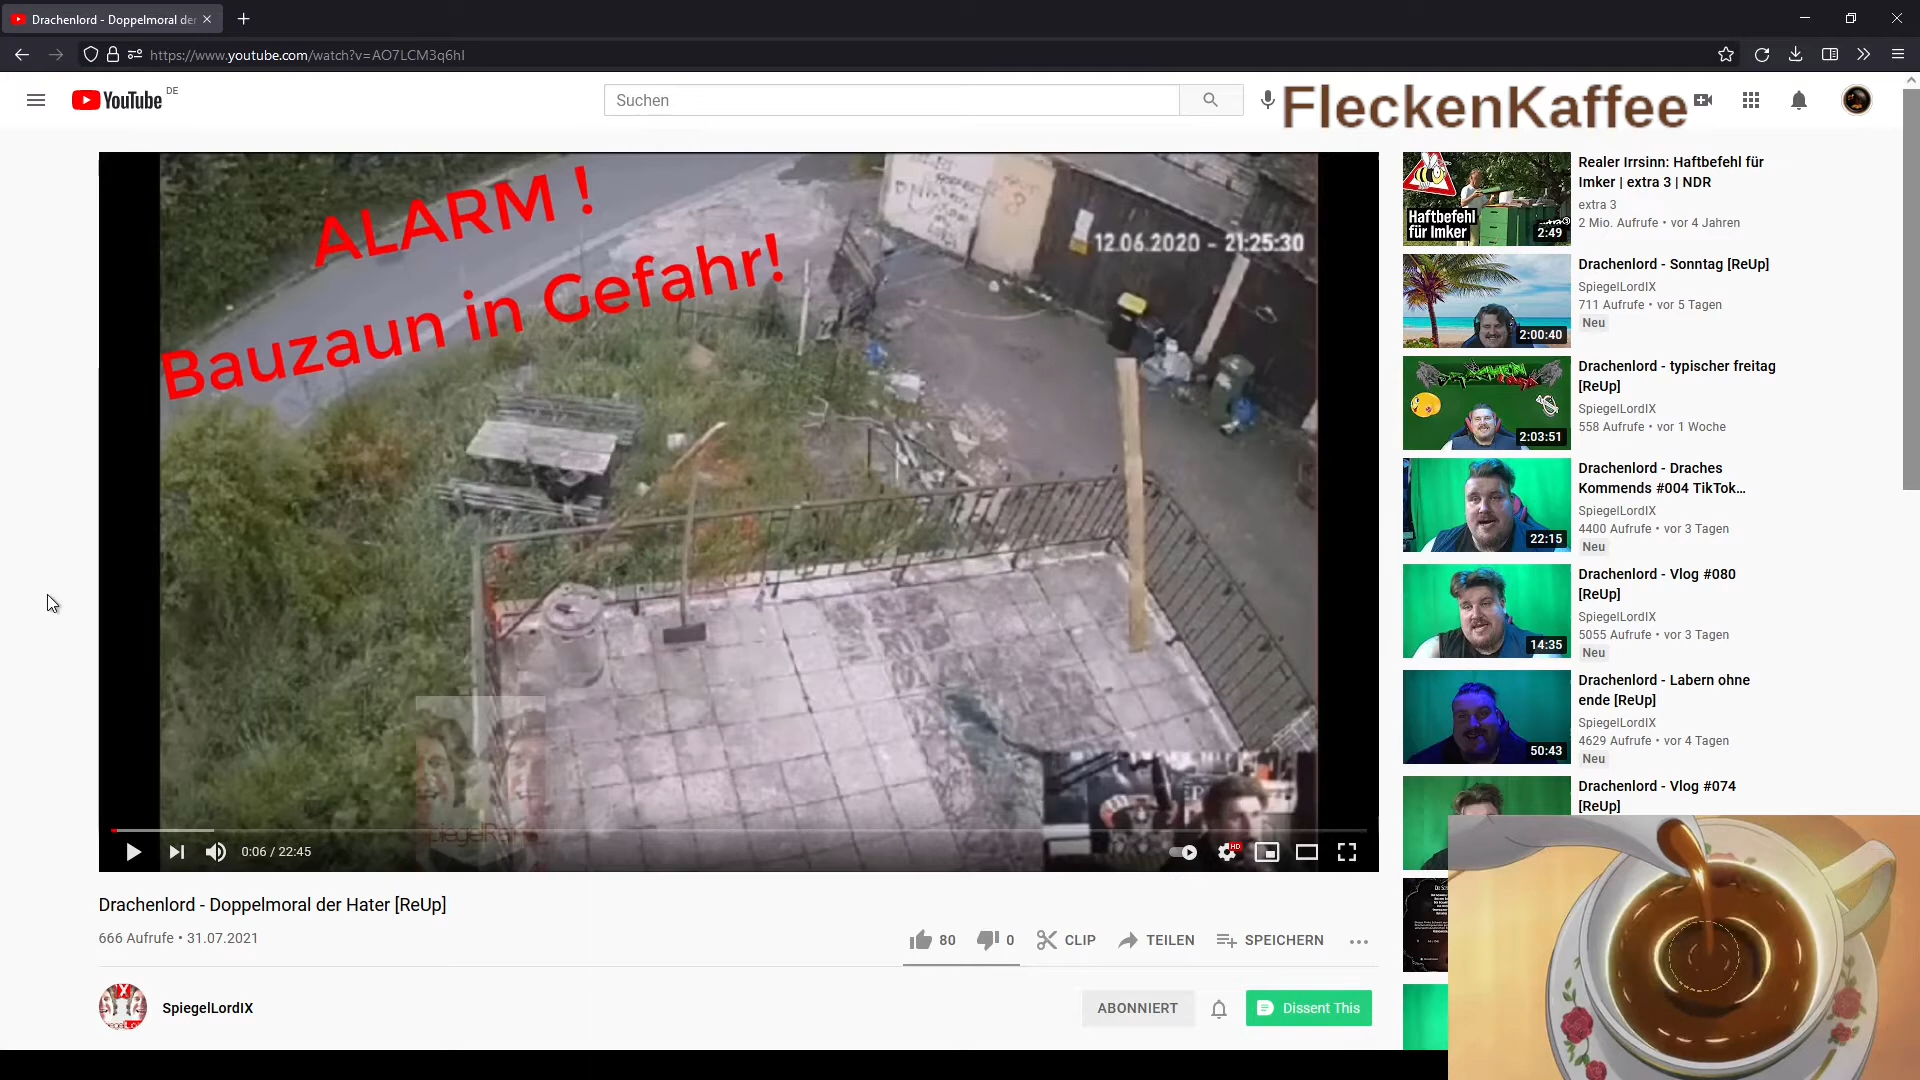 Drachenlord - Doppelmoral der
https://www.youtube.com/watch?v=AO7LCM3q6hI
YouTube DE
Suchen
FleckenKaffee
ALARM !
Bauzaun in Gefahr!
12.06.2020 - 21:25:30
0:06 / 22:45
HD
Drachenlord - Doppelmoral der Hater [ReUp]
666 Aufrufe • 31.07.2021
80
0
CLIP
TEILEN
SPEICHERN
SpiegelLordIX
ABONNIERT
Dissent This
Haftbefehl
für Imker
2:49
Realer Irrsinn: Haftbefehl für
Imker | extra 3 | NDR
extra 3
2 Mio. Aufrufe • vor 4 Jahren
2:00:40
Drachenlord - Sonntag [ReUp]
SpiegelLordIX
711 Aufrufe • vor 5 Tagen
Neu
2:03:51
Drachenlord - typischer freitag
[ReUp]
SpiegelLordIX
558 Aufrufe • vor 1 Woche
22:15
Drachenlord - Draches
Kommends #004 TikTok...
SpiegelLordIX
4400 Aufrufe • vor 3 Tagen
Neu
14:35
Drachenlord - Vlog #080
[ReUp]
SpiegelLordIX
5055 Aufrufe • vor 3 Tagen
Neu
50:43
Drachenlord - Labern ohne
ende [ReUp]
SpiegelLordIX
4629 Aufrufe • vor 4 Tagen
Neu
Drachenlord - Vlog #074
[ReUp]